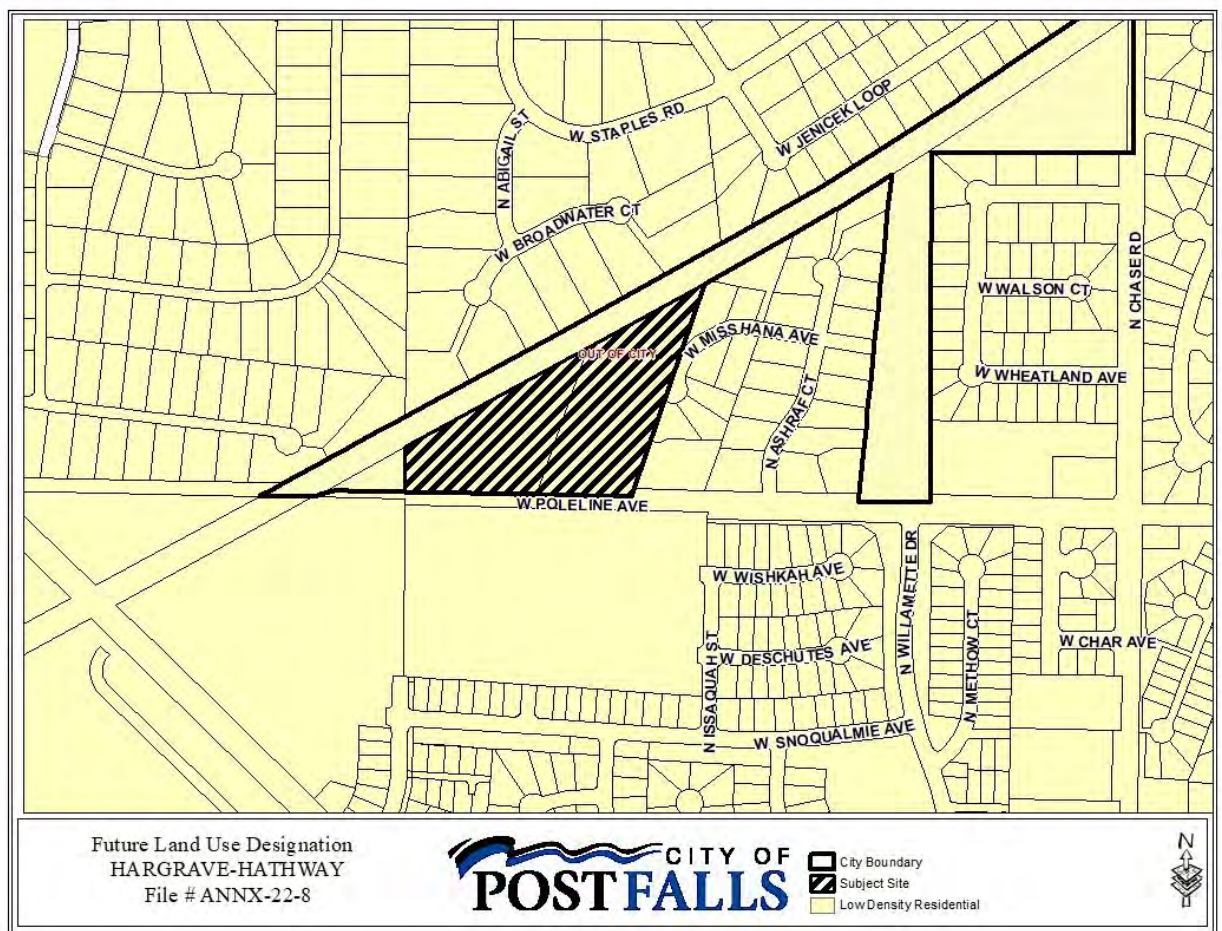 W STAPLES RD
W JENICEK LOOP
N ABIGAIL ST
W BROADWATER CT
N CHASE RD
W WALSON CT
W MISSHANA AVE
OUT OF CITY
W WHEATLAND AVE
N ASHRAF CT
W POLELINE AVE
W WISHKAH AVE
N WILLAMETTE DR
N METHOW CT
W CHAR AVE
W DESCHUTES AVE
N ISSAQUAH ST
W SNOQUALMIE AVE
Future Land Use Designation
HARGRAVE-HATHWAY
File # ANNX-22-8
CITY OF
POST FALLS
City Boundary
Subject Site
Low Density Residential
N